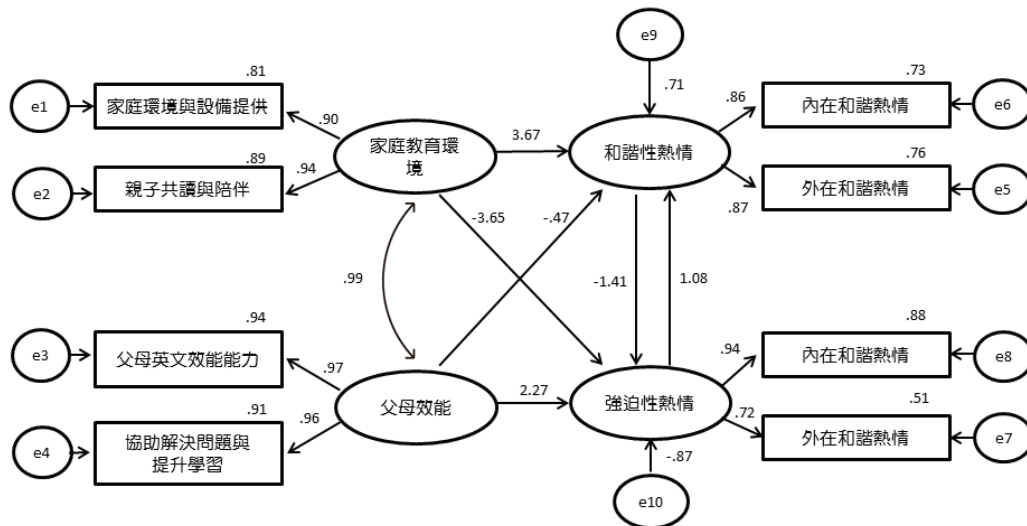 e9
.81
.73
e1
家庭環境與設備提供
.71
.86
內在和諧熱情
e6
.90
家庭教育環
境
3.67
和諧性熱情
.89
.94
.76
e2
親子共讀與陪伴
外在和諧熱情
e5
.87
-3.65
-.47
.99
-1.41
1.08
.94
.88
e3
父母英文效能能力
.94
內在和諧熱情
e8
.97
父母效能
2.27
強迫性熱情
.91
.96
.72
.51
e4
協助解決問題與
提升學習
外在和諧熱情
e7
-.87
e10